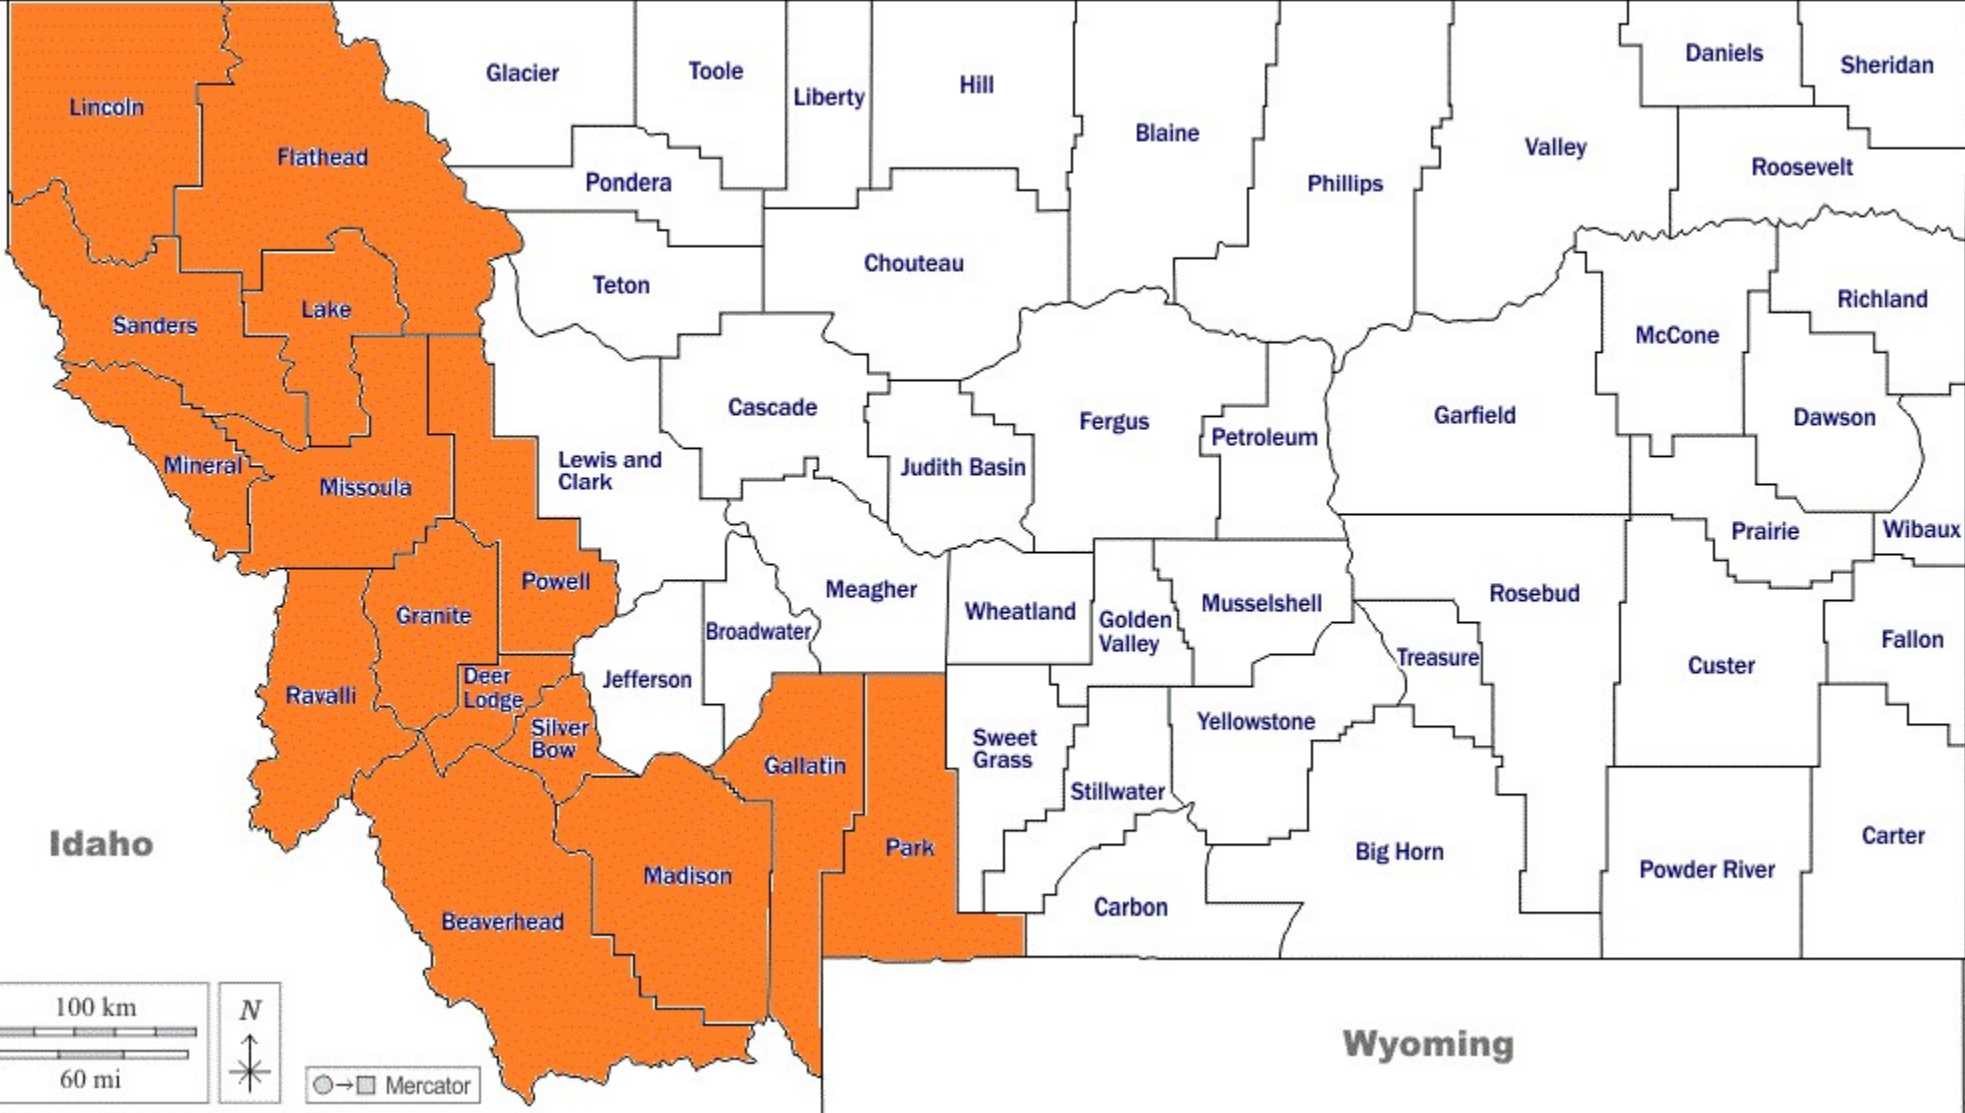 Daniels
Sheridan
Glacier
Toole
Liberty
Hill
Lincoln
Blaine
Valley
Flathead
Roosevelt
Pondera
Phillips
Chouteau
Teton
Richland
Lake
Sanders
McCone
Cascade
Fergus
Garfield
Dawson
Petroleum
Lewis and
Clark
Judith Basin
Mineral
Missoula
Prairie
Wibaux
Powell
Meagher
Rosebud
Musselshell
Wheatland
Granite
Golden
Valley
Broadwater
Fallon
Treasure
Custer
Jefferson
Deer
Lodge
Ravalli
Yellowstone
Silver
Bow
Sweet
Grass
Gallatin
Stillwater
Idaho
Park
Big Horn
Carter
Powder River
Madison
Carbon
Beaverhead
100 km
60 mi
N
Mercator
Wyoming